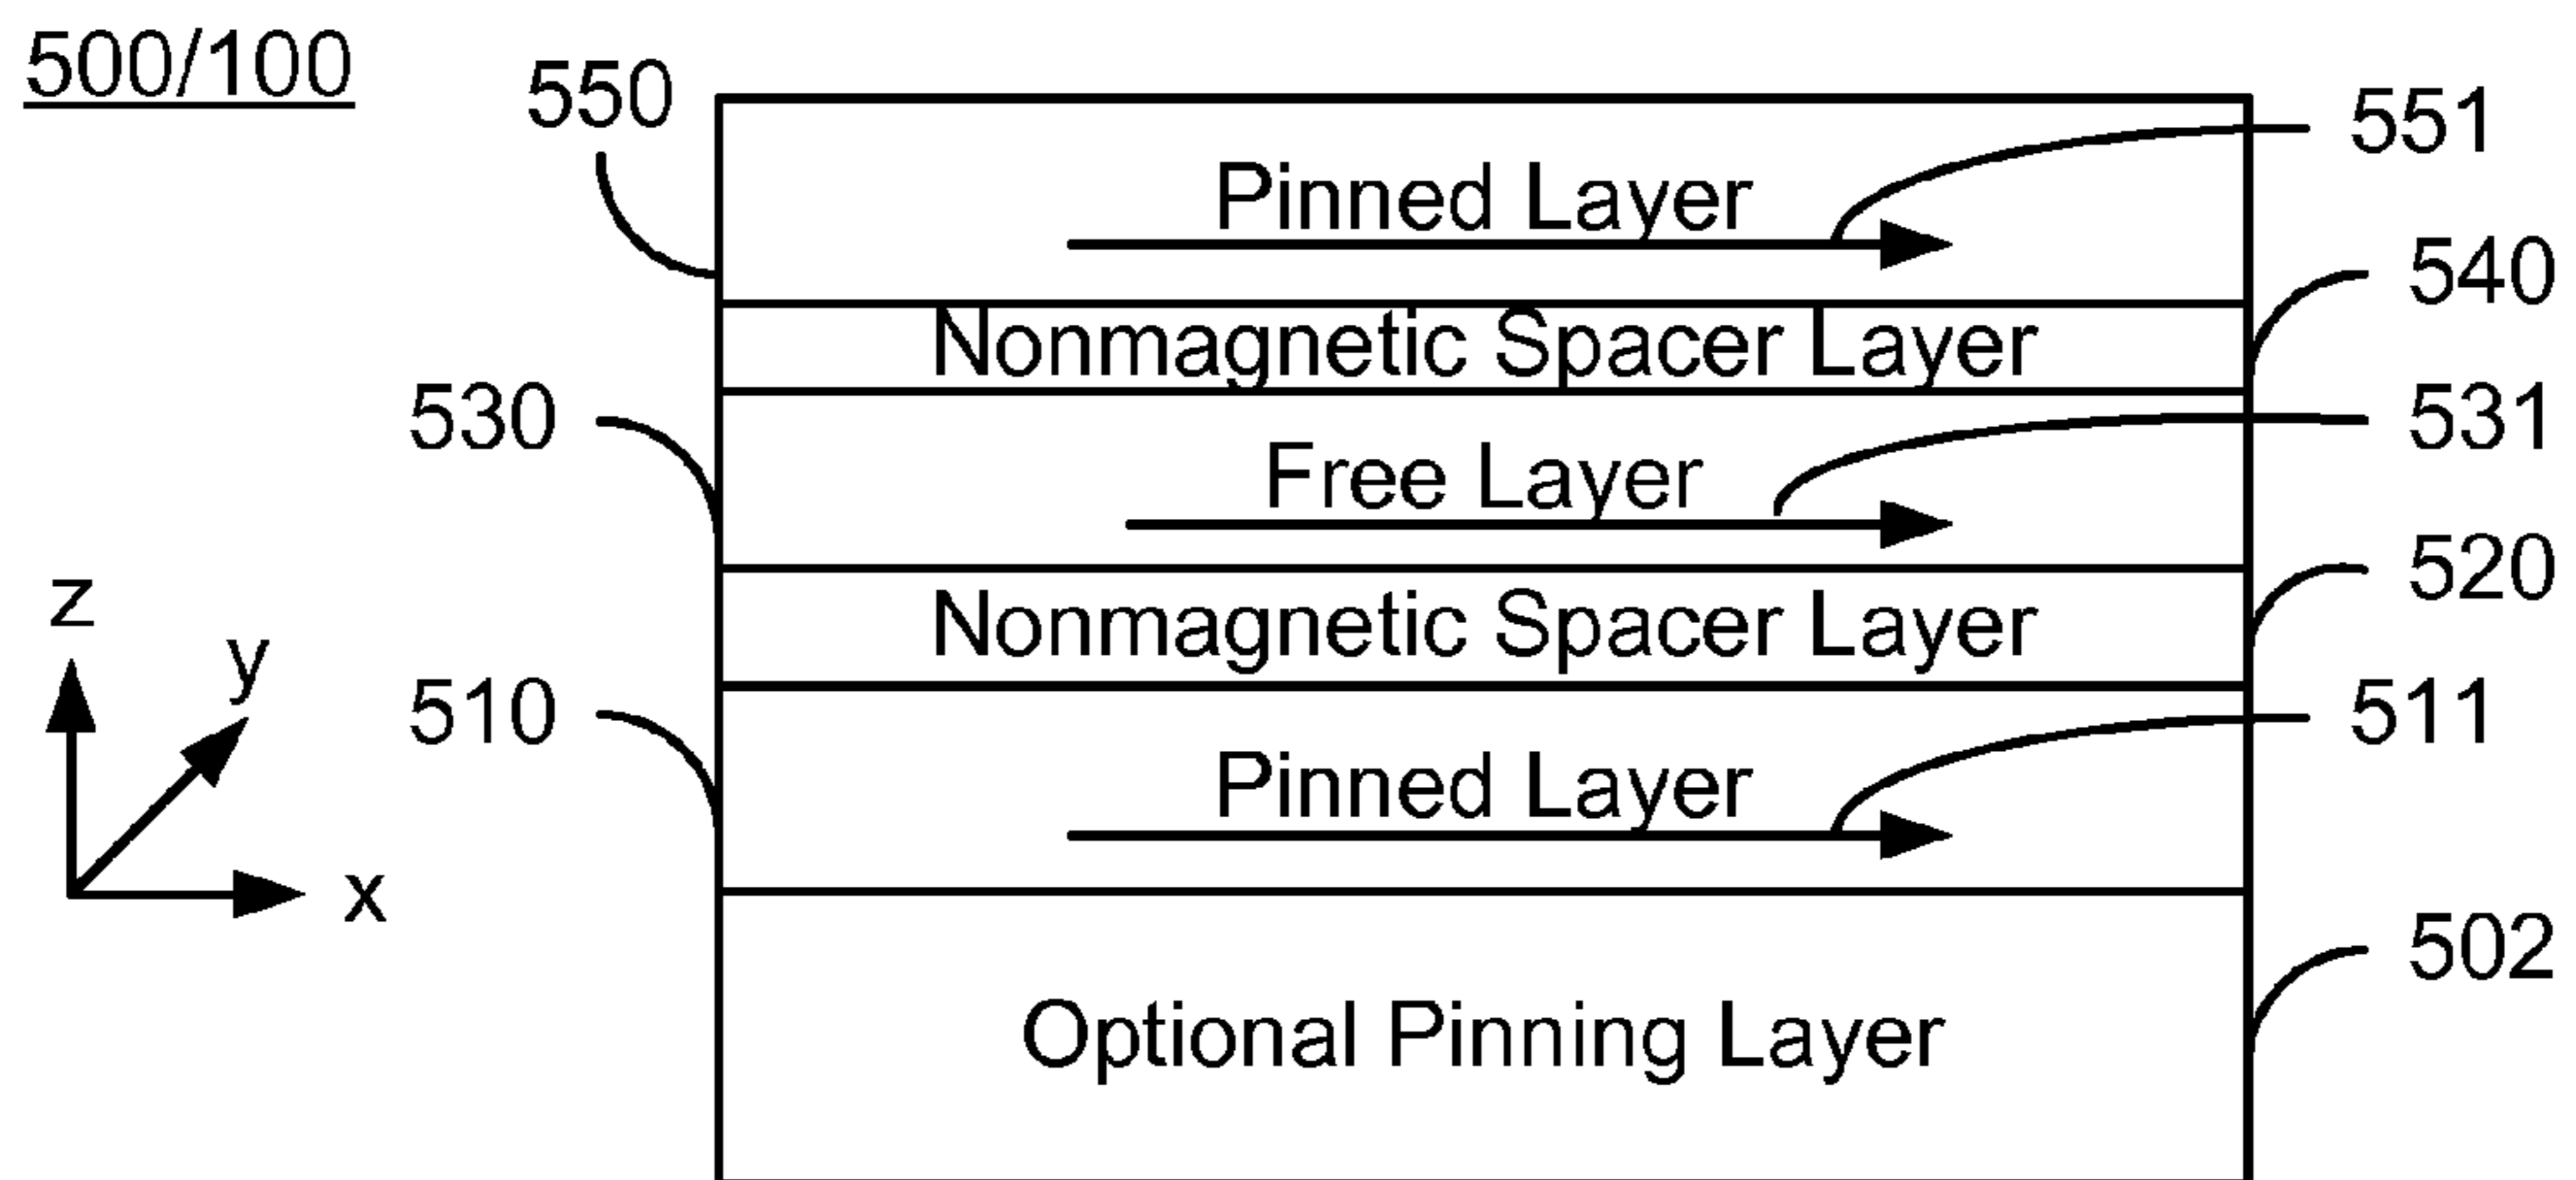 500/100
550
551
Pinned Layer
540
Nonmagnetic Spacer Layer
530
531
Free Layer
520
Nonmagnetic Spacer Layer
z
y
510
511
Pinned Layer
x
502
Optional Pinning Layer